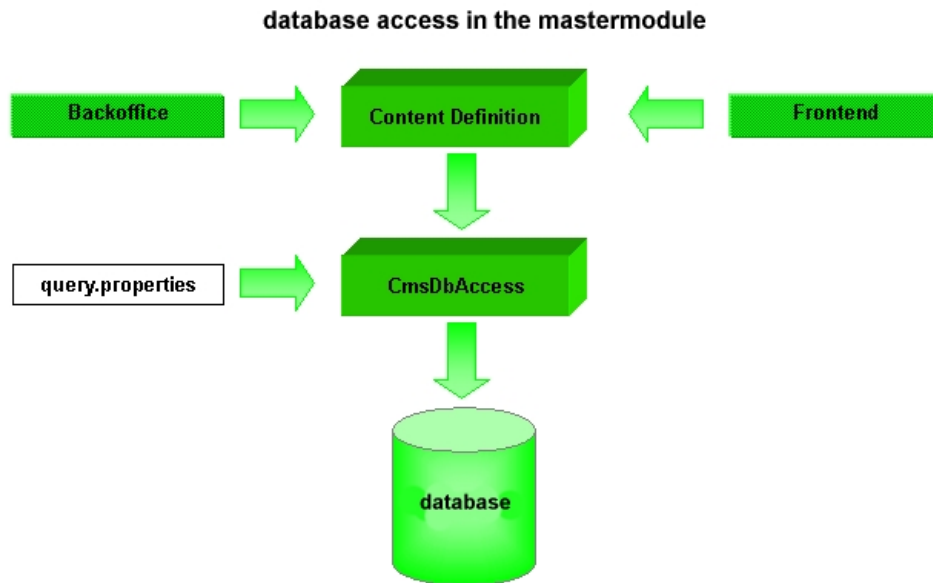 database access in the mastermodule
Backoffice
Content Definition
Frontend
query.properties
CmsDbAccess
database